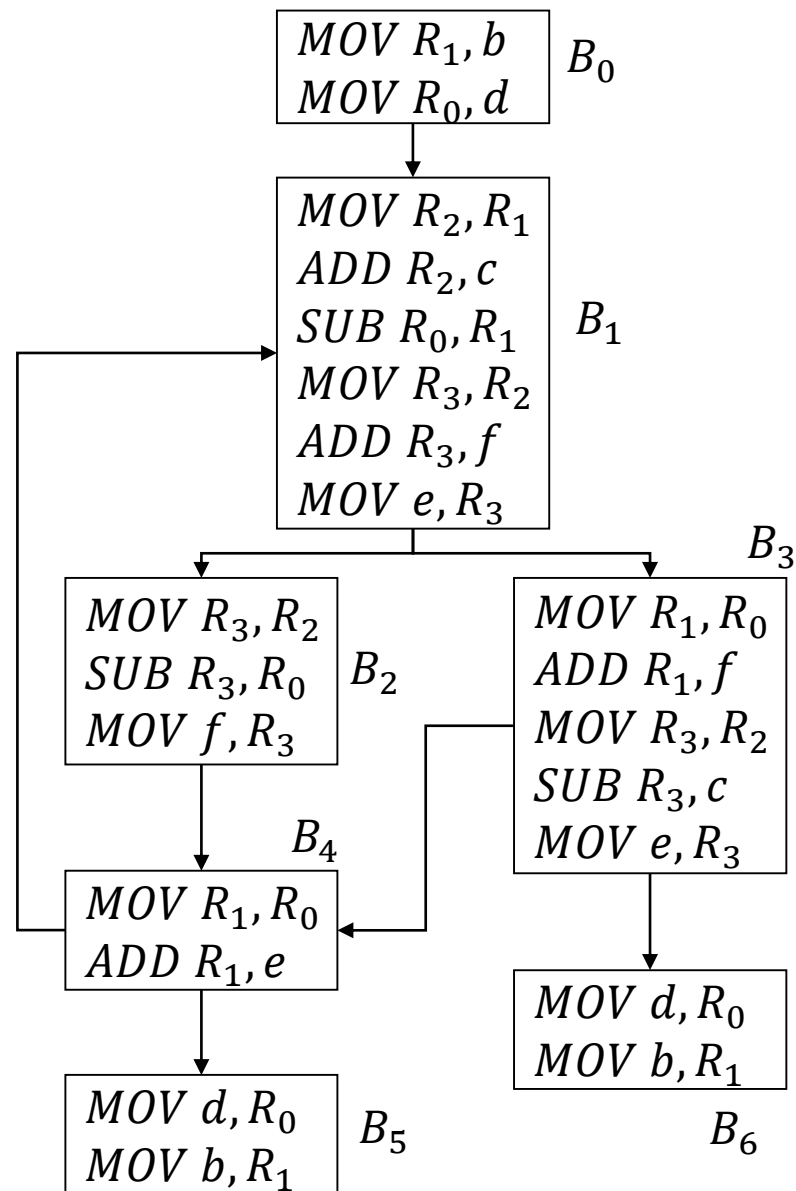 MOV R₁, b
MOV R₀, d
B₀
MOV R₂, R₁
ADD R₂, c
SUB R₀, R₁
MOV R₃, R₂
ADD R₃, f
MOV e, R₃
B₁
MOV R₃, R₂
SUB R₃, R₀
MOV f, R₃
B₂
B₃
MOV R₁, R₀
ADD R₁, f
MOV R₃, R₂
SUB R₃, c
MOV e, R₃
B₄
MOV R₁, R₀
ADD R₁, e
MOV d, R₀
MOV b, R₁
B₅
MOV d, R₀
MOV b, R₁
B₆